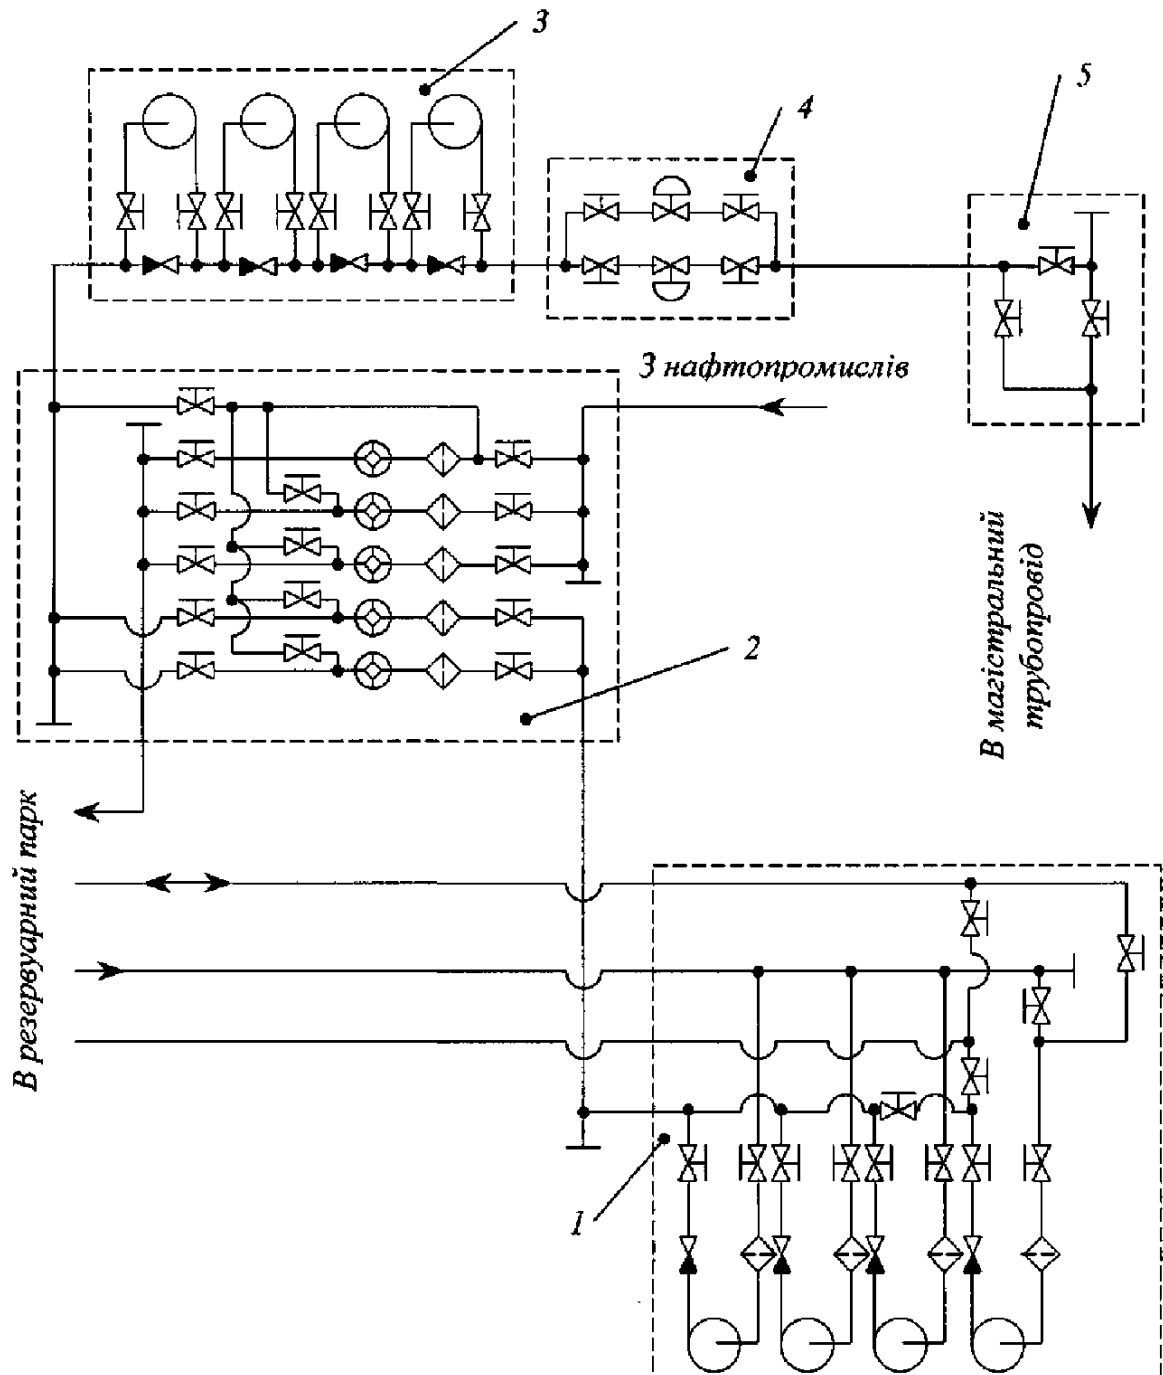 3
4
5
З нафтопромислів
В магістральний
трубопровід
2
В резервуарний парк
1